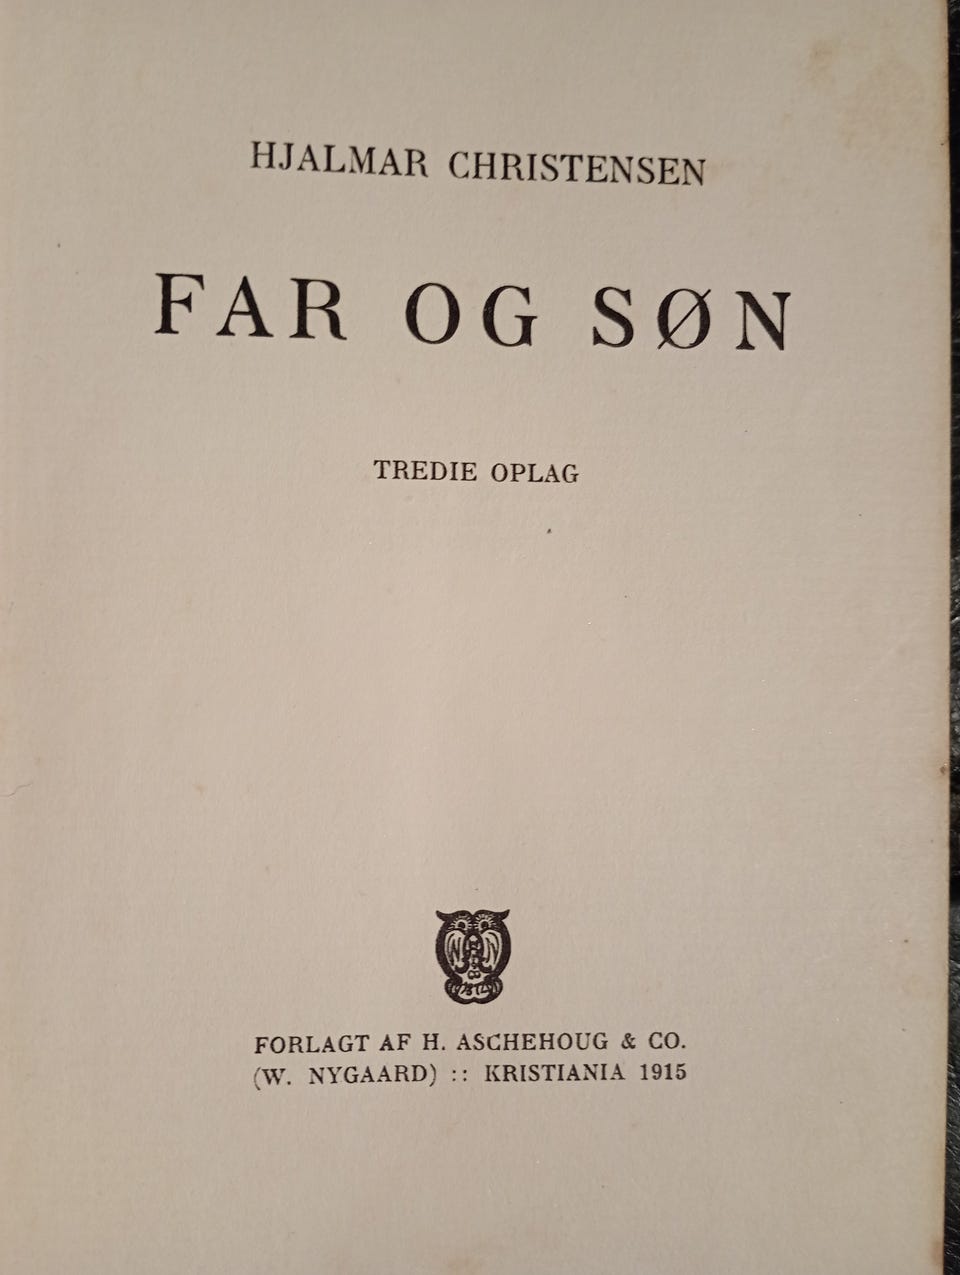 HJALMAR CHRISTENSEN
FAR OG SØN
TREDIE OPLAG
FORLAGT AF H. ASCHEHOUG & CO.
(W. NYGAARD) :: KRISTIANIA 1915